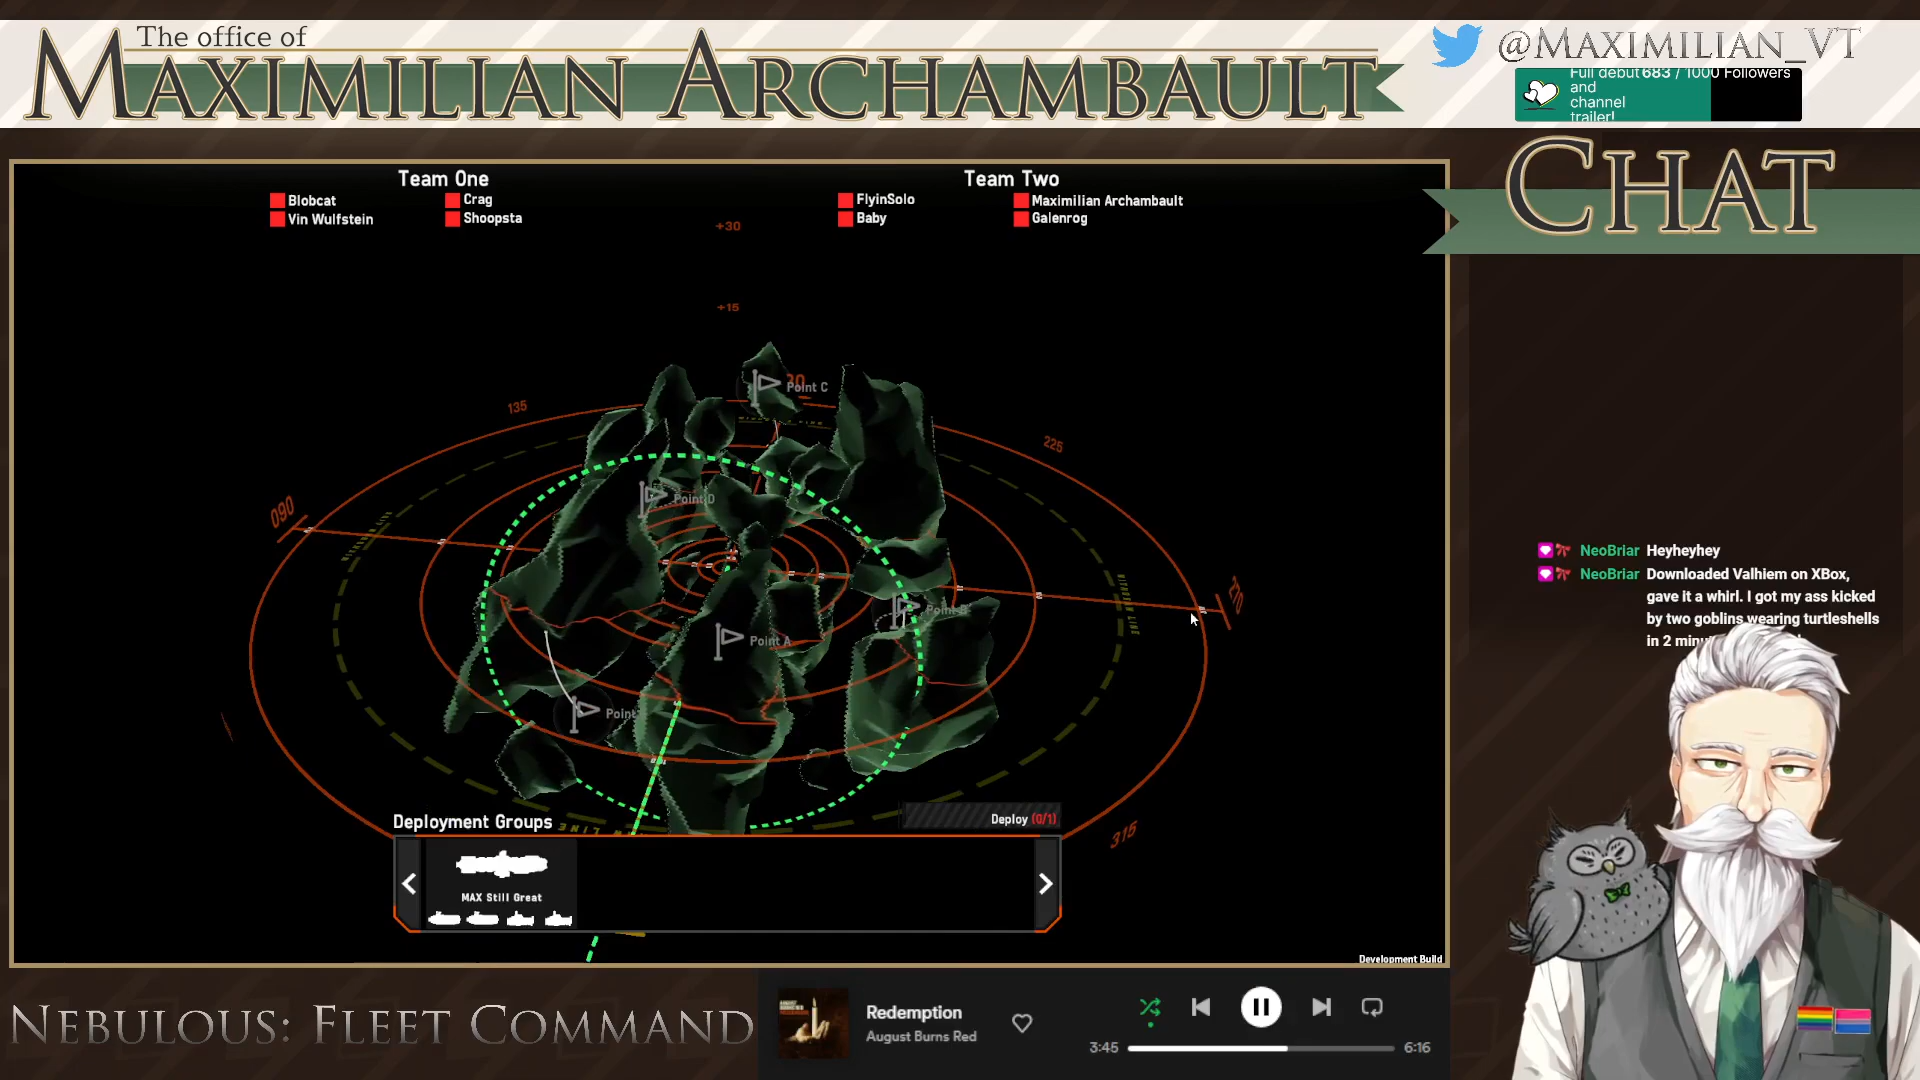 The office of
MAXIMILIAN ARCHAMBAULT
@MAXIMILIAN_VT
Full debut 683 / 1000 Followers
and
channel
trailer!
CHAT
Team One
Blobcat
Crag
Vin Wulfstein
Shoopsta
Team Two
FlyinSolo
Maximilian Archambault
Baby
Galenrog
+30
+15
Point C
135
225
090
Point D
270
Point B
Point A
Point
315
NeoBriar Heyheyhey
NeoBriar Downloaded Valhiem on XBox,
gave it a whirl. I got my ass kicked
by two goblins wearing turtleshells
in 2
Deployment Groups
Deploy (0/1)
MAX Still Great
Development Build
NEBULOUS: FLEET COMMAND
Redemption
August Burns Red
3:45
6:16